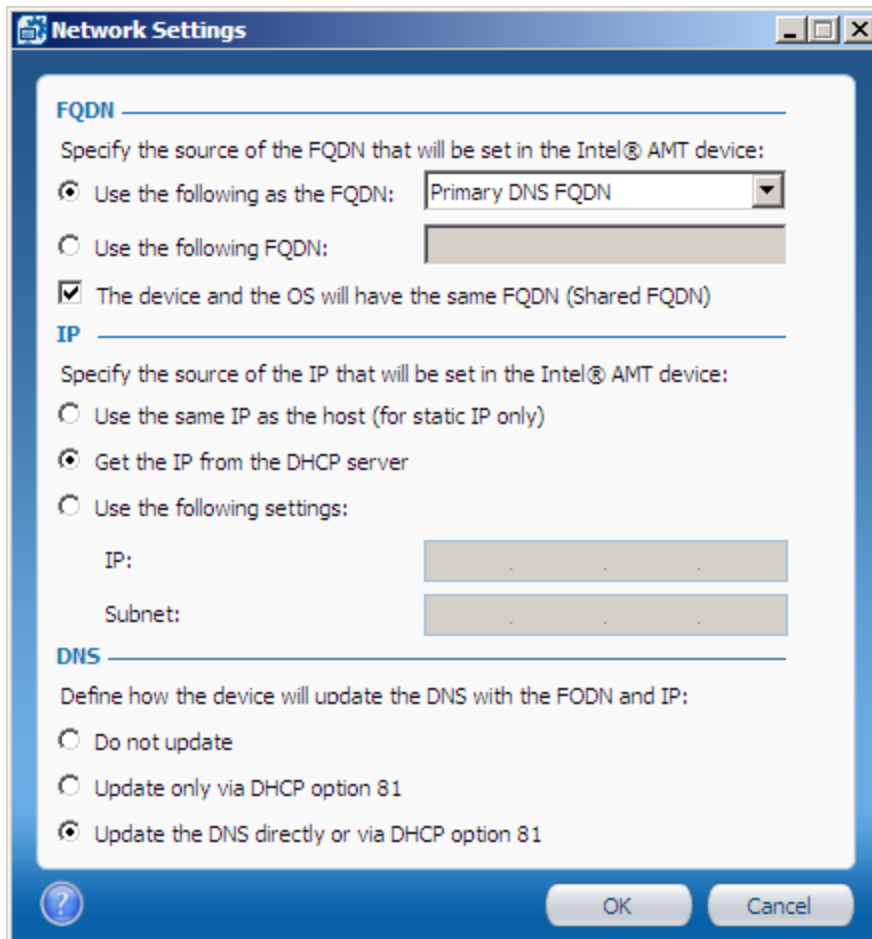 Network Settings
FQDN
Specify the source of the FQDN that will be set in the Intel® AMT device:
Use the following as the FQDN: Primary DNS FQDN
Use the following FQDN:
The device and the OS will have the same FQDN (Shared FQDN)
IP
Specify the source of the IP that will be set in the Intel® AMT device:
Use the same IP as the host (for static IP only)
Get the IP from the DHCP server
Use the following settings:
IP: . . .
Subnet: . . .
DNS
Define how the device will update the DNS with the FQDN and IP:
Do not update
Update only via DHCP option 81
Update the DNS directly or via DHCP option 81
? OK Cancel